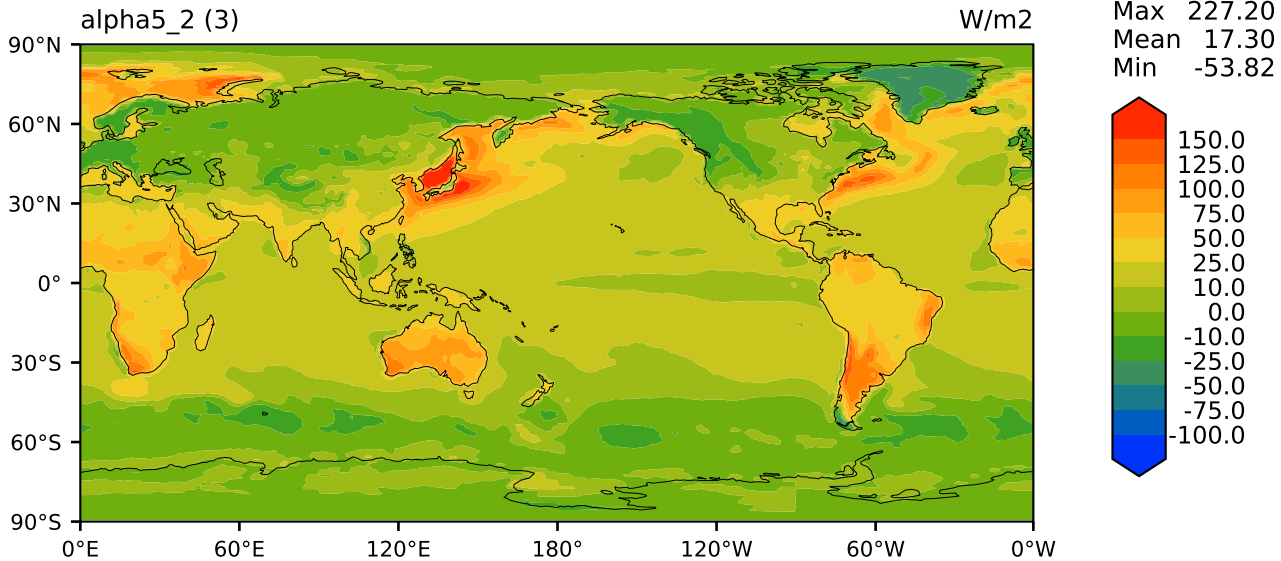 alpha5_2 (3)
W/m2
Max 227.20
Mean 17.30
Min -53.82
90°N
60°N
30°N
0°
30°S
60°S
90°S
0°E
60°E
120°E
180°
120°W
60°W
0°W
150.0
125.0
100.0
75.0
50.0
25.0
10.0
0.0
-10.0
-25.0
-50.0
-75.0
-100.0